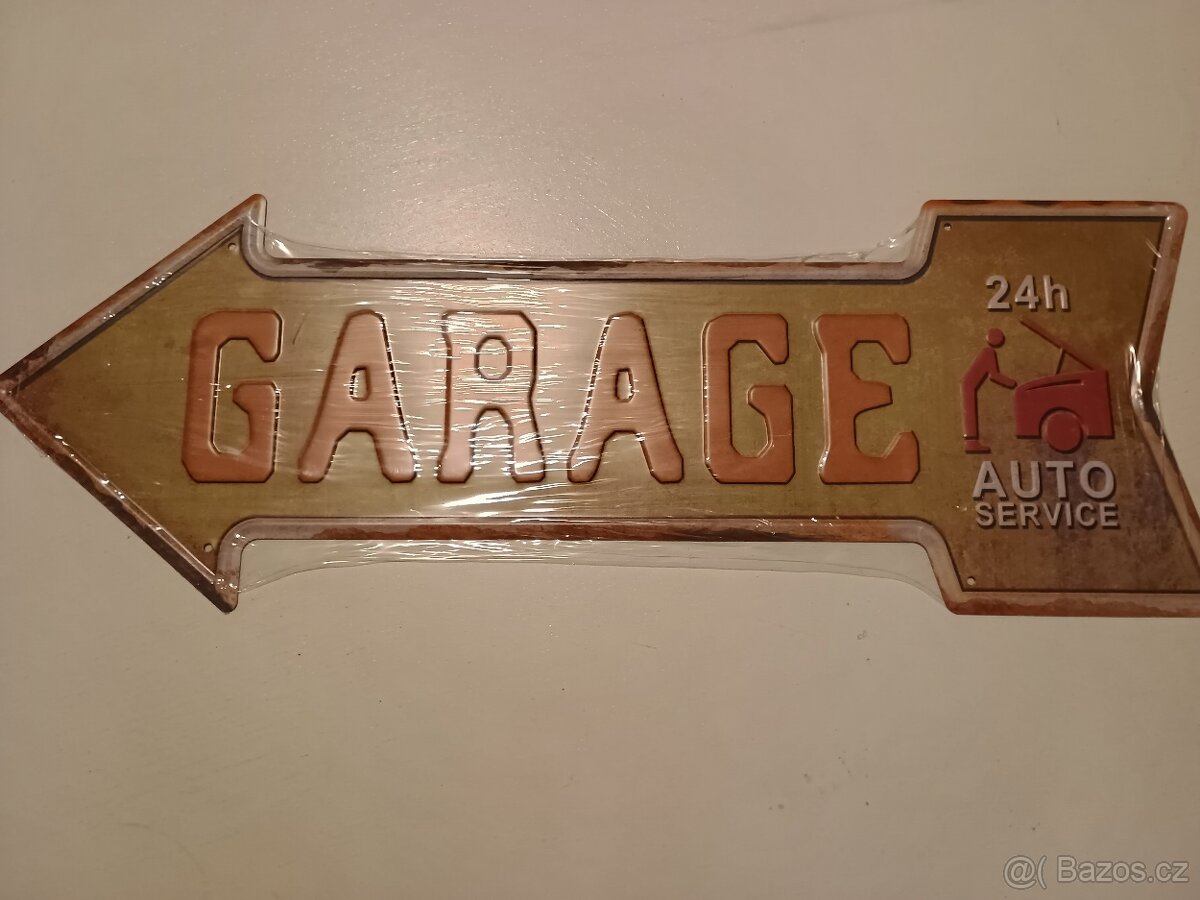 GARAGE
24h
AUTO
SERVICE
@( Bazos.cz